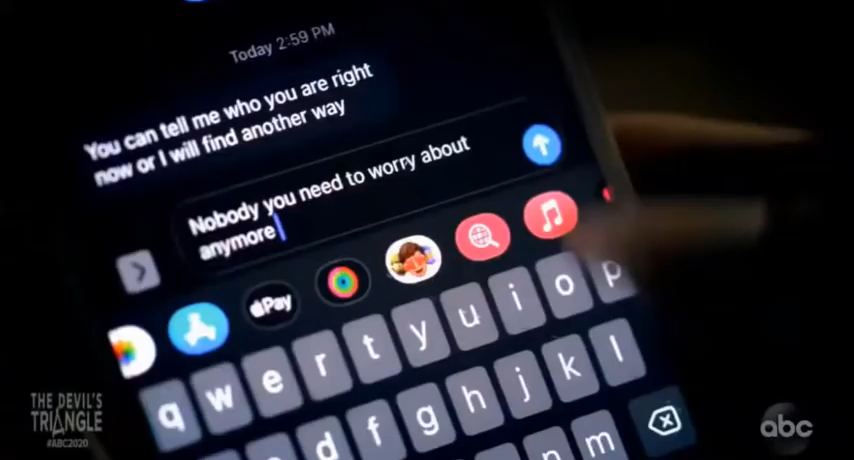 Today 2:59 PM
You can tell me who you are right
now or I will find another way
Nobody you need to worry about
anymore
Pay
q w e r t y u i o p
d f g h j k l
n m
THE DEVIL'S
TRIANGLE
#ABC2020
abc